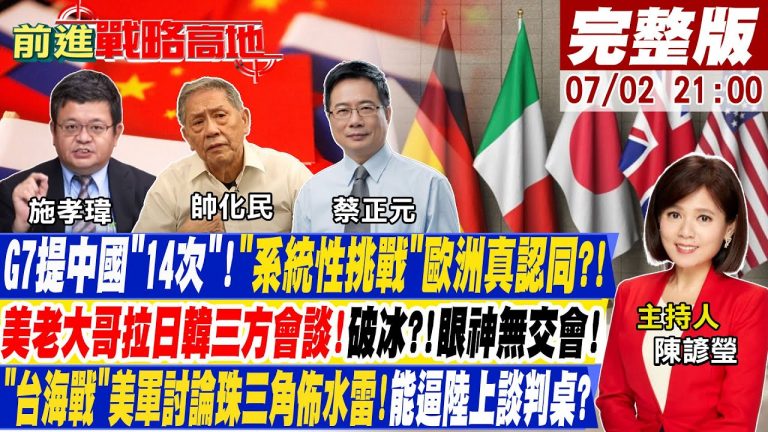 前進戰略高地
完整版
07/02 21:00
施孝瑋
帥化民
蔡正元
主持人
陳諺瑩
G7提中國"14次"!"系統性挑戰"歐洲真認同?!
美老大哥拉日韓三方會談!破冰?!眼神無交會!
"台海戰"美軍討論珠三角佈水雷!能逼陸上談判桌?